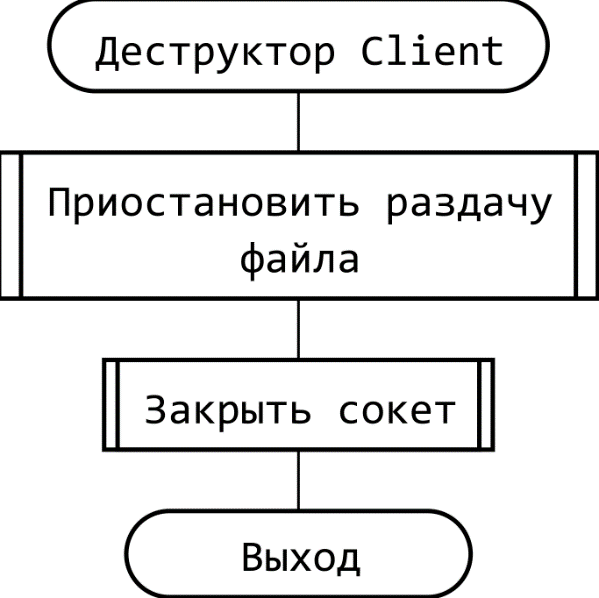 Деструктор Client
Приостановить раздачу
файла
Закрыть сокет
Выход